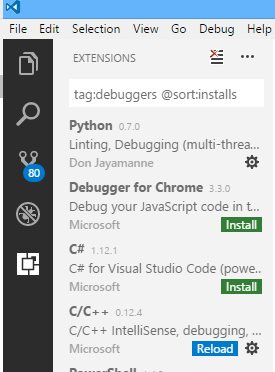 File Edit Selection View Go Debug
EXTENSIONS
tag:debuggers @sort:installs
Python 0.7.0
Linting, Debugging (multi-threa...
Don Jayamanne
Debugger for Chrome 3.3.0
Debug your JavaScript code in t...
Microsoft Install
C# 1.12.1
C# for Visual Studio Code (powe...
Microsoft Install
C/C++ 0.12.4
C/C++ IntelliSense, debugging, ...
Microsoft Reload
80
PowerShell